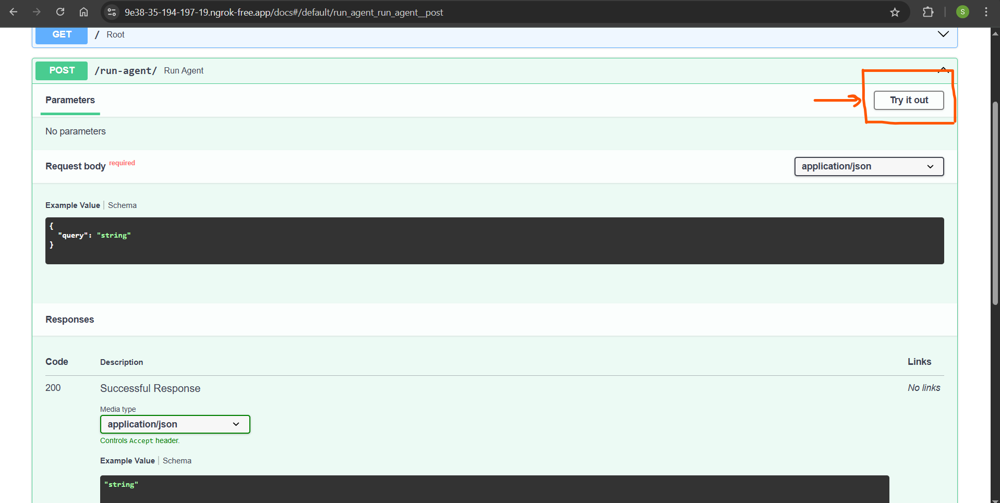 9e38-35-194-197-19.ngrok-free.app/docs#/default/run_agent_run_agent__post
S
GET / Root
POST /run-agent/ Run Agent
Parameters
Try it out
No parameters
Request body required
application/json
Example Value | Schema
{
"query": "string"
}
Responses
Code Description Links
200 Successful Response No links
Media type
application/json
Controls Accept header.
Example Value | Schema
"string"